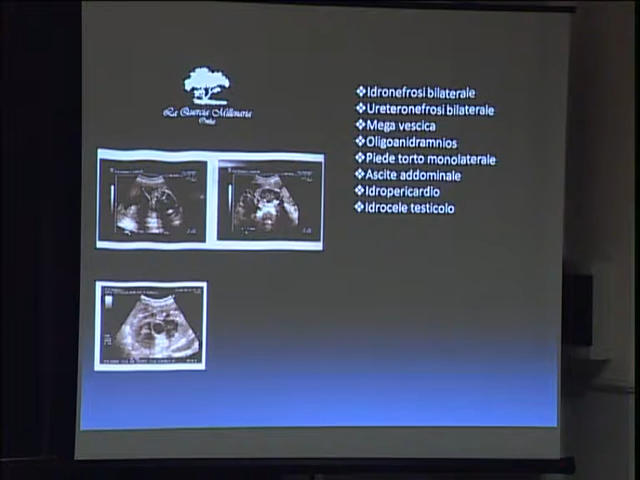 La Quercia Millenaria
Onlus
❖Idronefrosi bilaterale
❖Ureteronefrosi bilaterale
❖Mega vescica
❖Oligoanidramnios
❖Piede torto monolaterale
❖Ascite addominale
❖Idropericardio
❖Idrocele testicolo